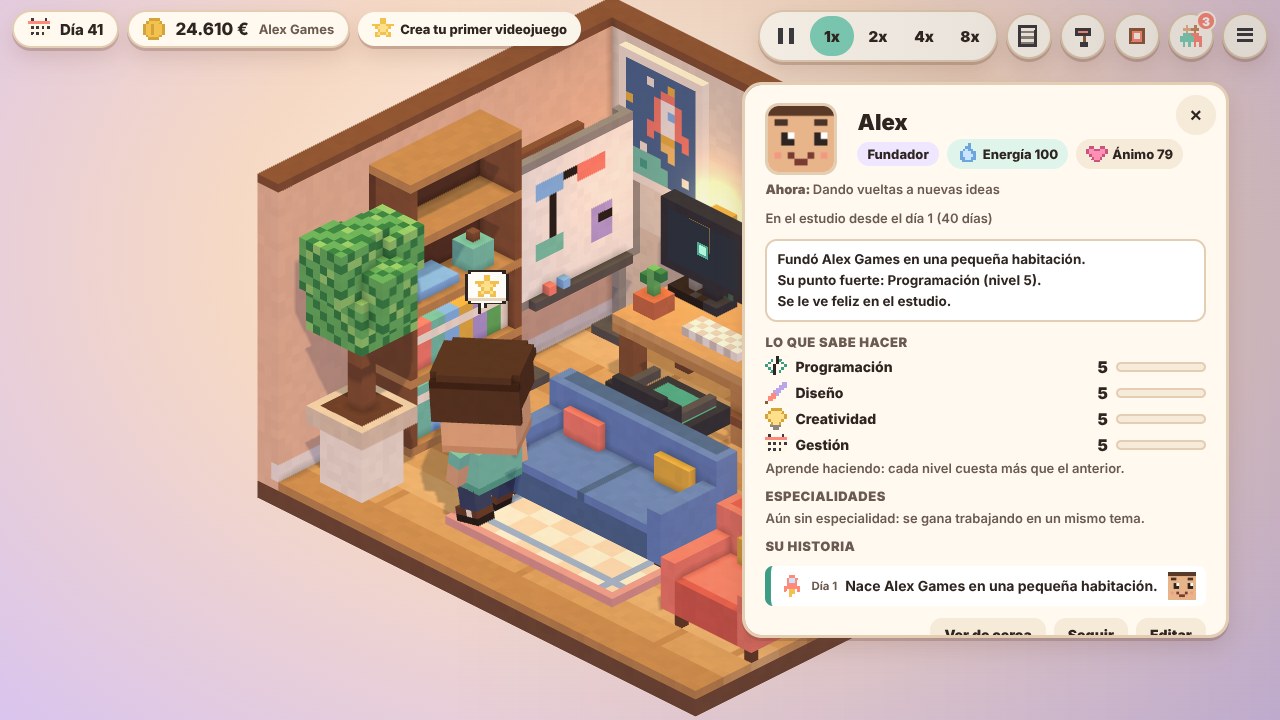 Día 41
24.610 € Alex Games
Crea tu primer videojuego
1x 2x 4x 8x
3
Alex
Fundador
Energía 100
Ánimo 79
Ahora: Dando vueltas a nuevas ideas
En el estudio desde el día 1 (40 días)
Fundó Alex Games en una pequeña habitación.
Su punto fuerte: Programación (nivel 5).
Se le ve feliz en el estudio.
LO QUE SABE HACER
Programación 5
Diseño 5
Creatividad 5
Gestión 5
Aprende haciendo: cada nivel cuesta más que el anterior.
ESPECIALIDADES
Aún sin especialidad: se gana trabajando en un mismo tema.
SU HISTORIA
Día 1 Nace Alex Games en una pequeña habitación.
Ver de cerca Seguir Editar